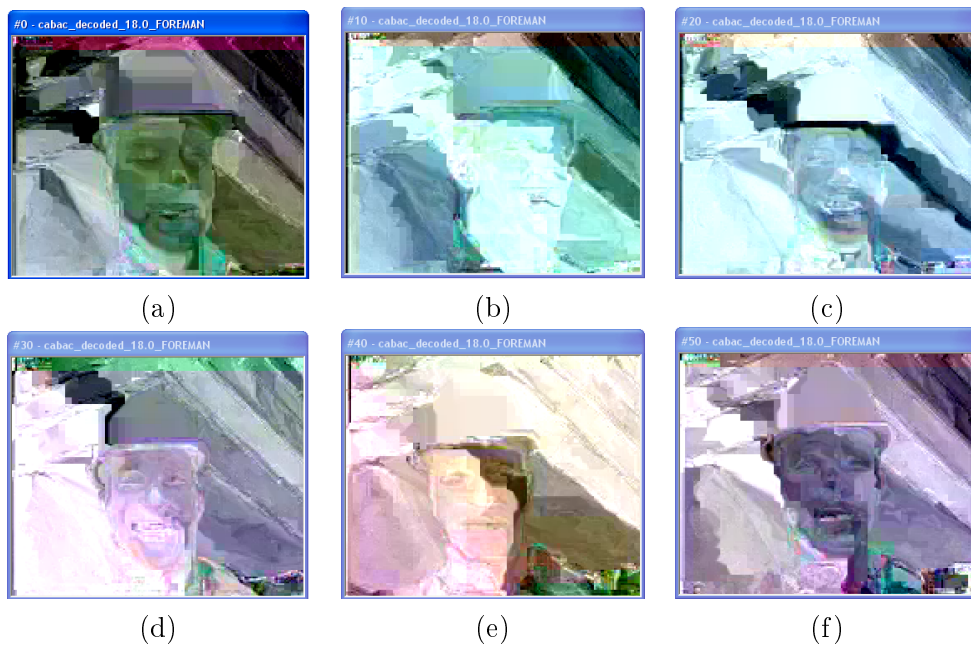 #0 - cabac_decoded_18.0_FOREMAN
#10 - cabac_decoded_18.0_FOREMAN
#20 - cabac_decoded_18.0_FOREMAN
(a)
(b)
(c)
#30 - cabac_decoded_18.0_FOREMAN
#40 - cabac_decoded_18.0_FOREMAN
#50 - cabac_decoded_18.0_FOREMAN
(d)
(e)
(f)